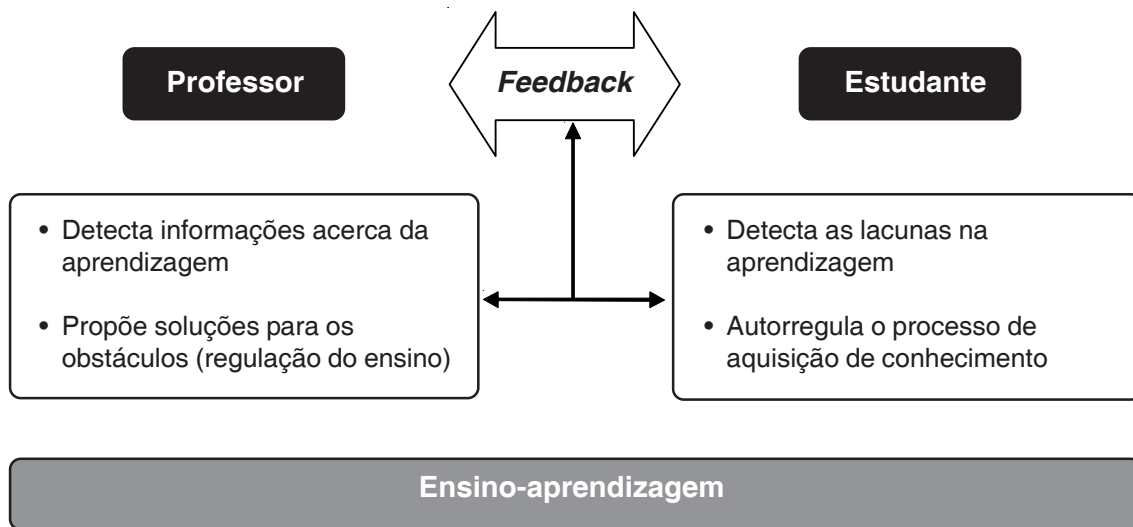 Professor
Feedback
Estudante
• Detecta informações acerca da
aprendizagem
• Propõe soluções para os
obstáculos (regulação do ensino)
• Detecta as lacunas na
aprendizagem
• Autorregula o processo de
aquisição de conhecimento
Ensino-aprendizagem